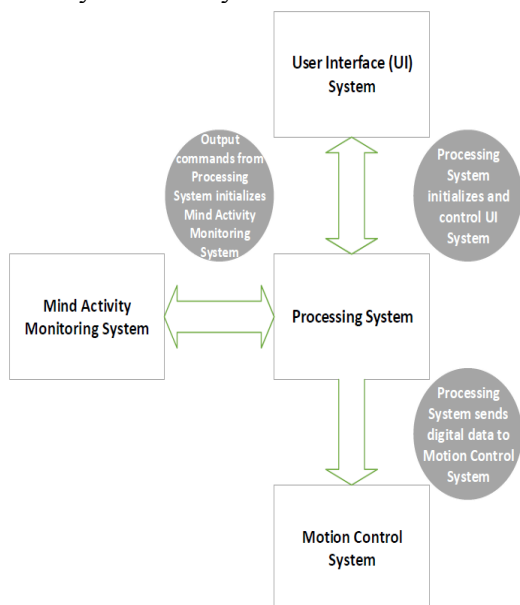 User Interface (UI)
System
Output
commands from
Processing
System initializes
Mind Activity
Monitoring
System
Processing
System
initializes and
control UI
System
Mind Activity
Monitoring System
Processing System
Processing
System sends
digital data to
Motion Control
System
Motion Control
System